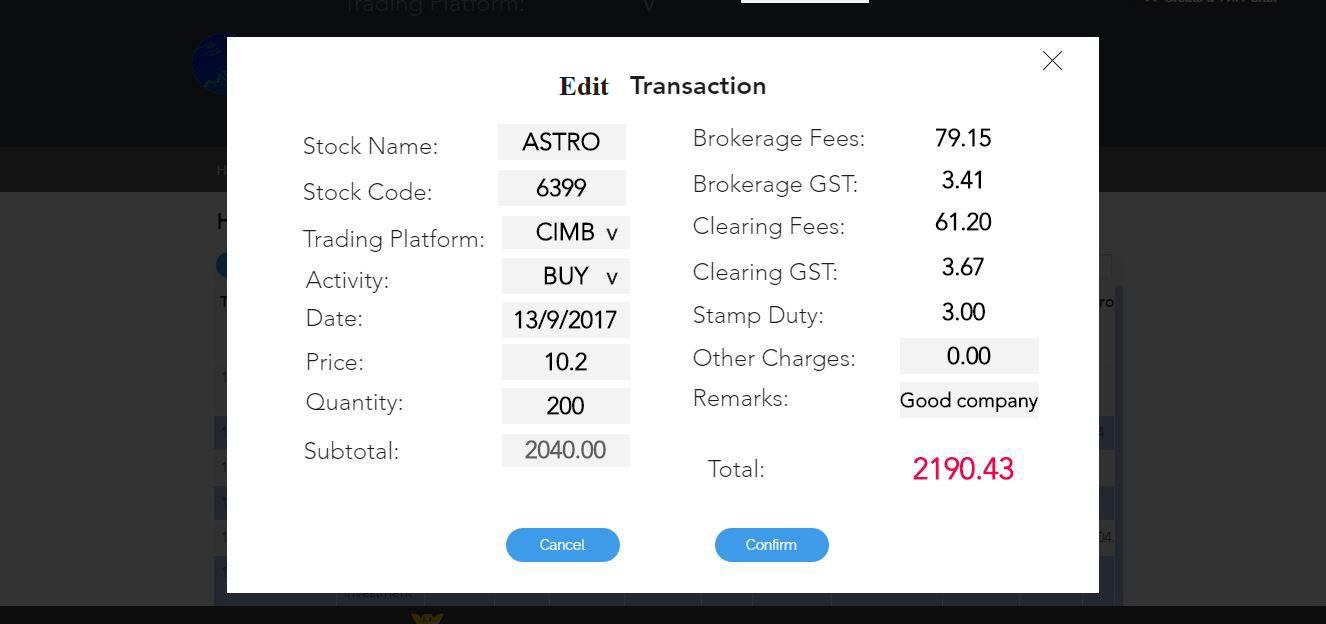 Trading Platform: v
Edit Transaction
Stock Name: ASTRO
Stock Code: 6399
Trading Platform: CIMB v
Activity: BUY v
Date: 13/9/2017
Price: 10.2
Quantity: 200
Subtotal: 2040.00
Brokerage Fees: 79.15
Brokerage GST: 3.41
Clearing Fees: 61.20
Clearing GST: 3.67
Stamp Duty: 3.00
Other Charges: 0.00
Remarks: Good company
Total: 2190.43
Cancel Confirm
investment.